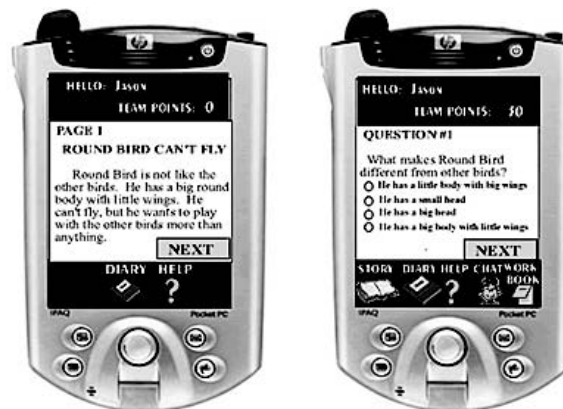 hp
HELLO: JASON
TEAM POINTS: 0
PAGE 1
ROUND BIRD CAN'T FLY
Round Bird is not like the
other birds. He has a big round
body with little wings. He
can't fly, but he wants to play
with the other birds more than
anything.
NEXT
DIARY HELP
?
iPAQ Pocket PC
hp
HELLO: JASON
TEAM POINTS: 50
QUESTION #1
What makes Round Bird
different from other birds?
He has a little body with big wings
He has a small head
He has a big head
He has a big body with little wings
NEXT
STORY DIARY HELP CHAT WORK
BOOK
?
iPAQ Pocket PC